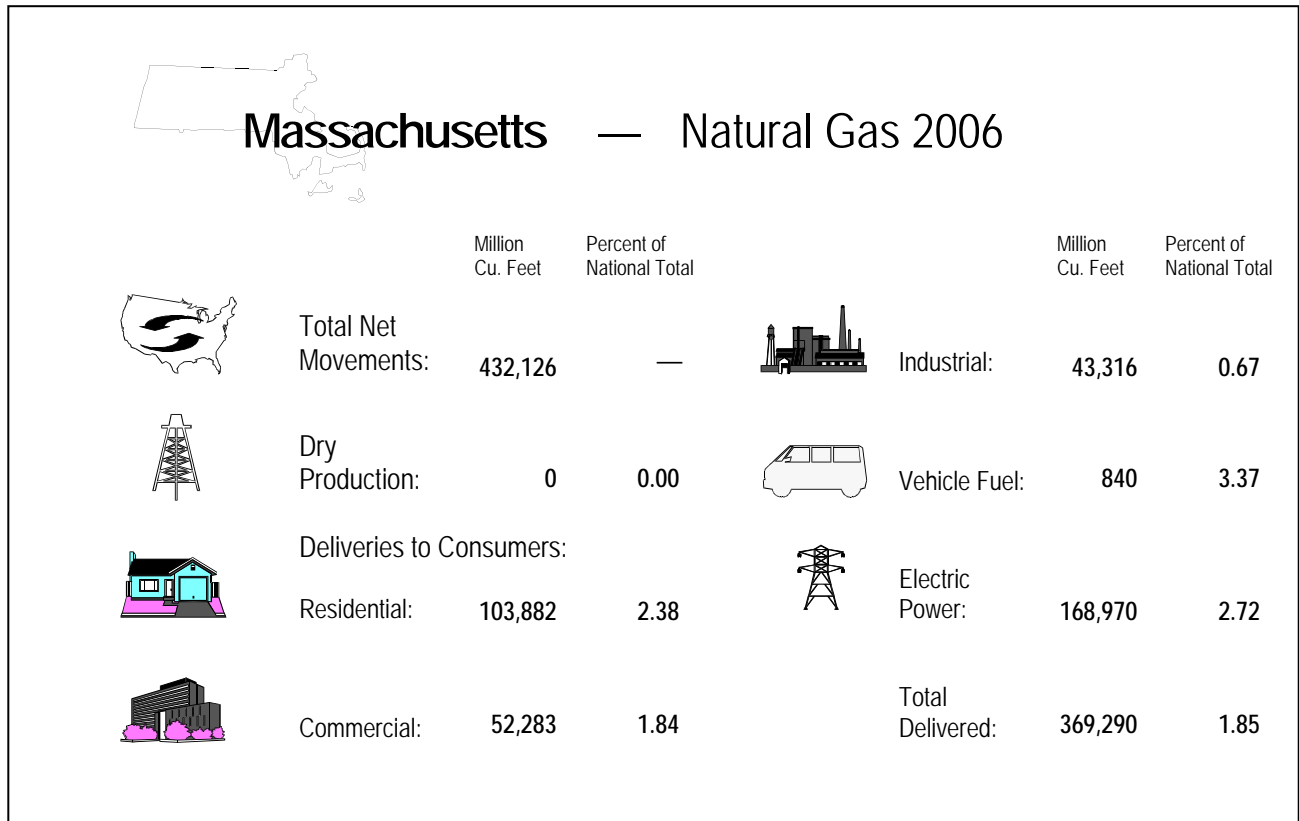 Massachusetts — Natural Gas 2006
Million Cu. Feet
Percent of National Total
Total Net
Movements: 432,126 —
Dry
Production: 0 0.00
Deliveries to Consumers:
Residential: 103,882 2.38
Commercial: 52,283 1.84
Million Cu. Feet
Percent of National Total
Industrial: 43,316 0.67
Vehicle Fuel: 840 3.37
Electric
Power: 168,970 2.72
Total
Delivered: 369,290 1.85